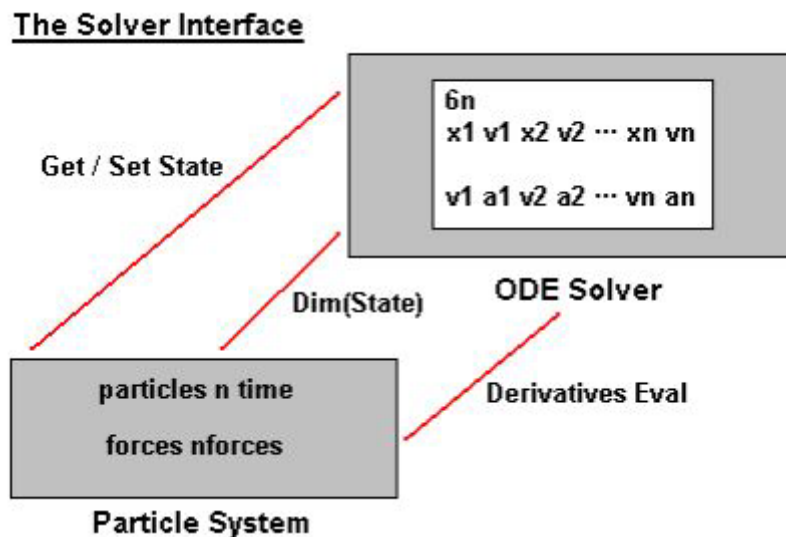 The Solver Interface
6n
x1 v1 x2 v2 ··· xn vn
v1 a1 v2 a2 ··· vn an
Get / Set State
Dim(State)
ODE Solver
Derivatives Eval
particles n time
forces nforces
Particle System